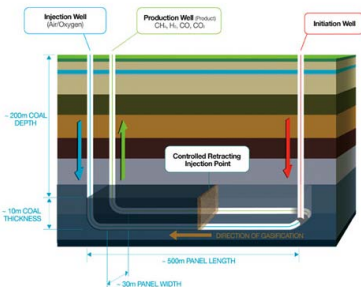 Injection Well
(Air/Oxygen)
Production Well (Product)
CH₄, H₂, CO, CO₂
Initiation Well
~ 200m COAL
DEPTH
Controlled Retracting
Injection Point
~ 10m COAL
THICKNESS
DIRECTION OF GASIFICATION
~ 500m PANEL LENGTH
~ 30m PANEL WIDTH